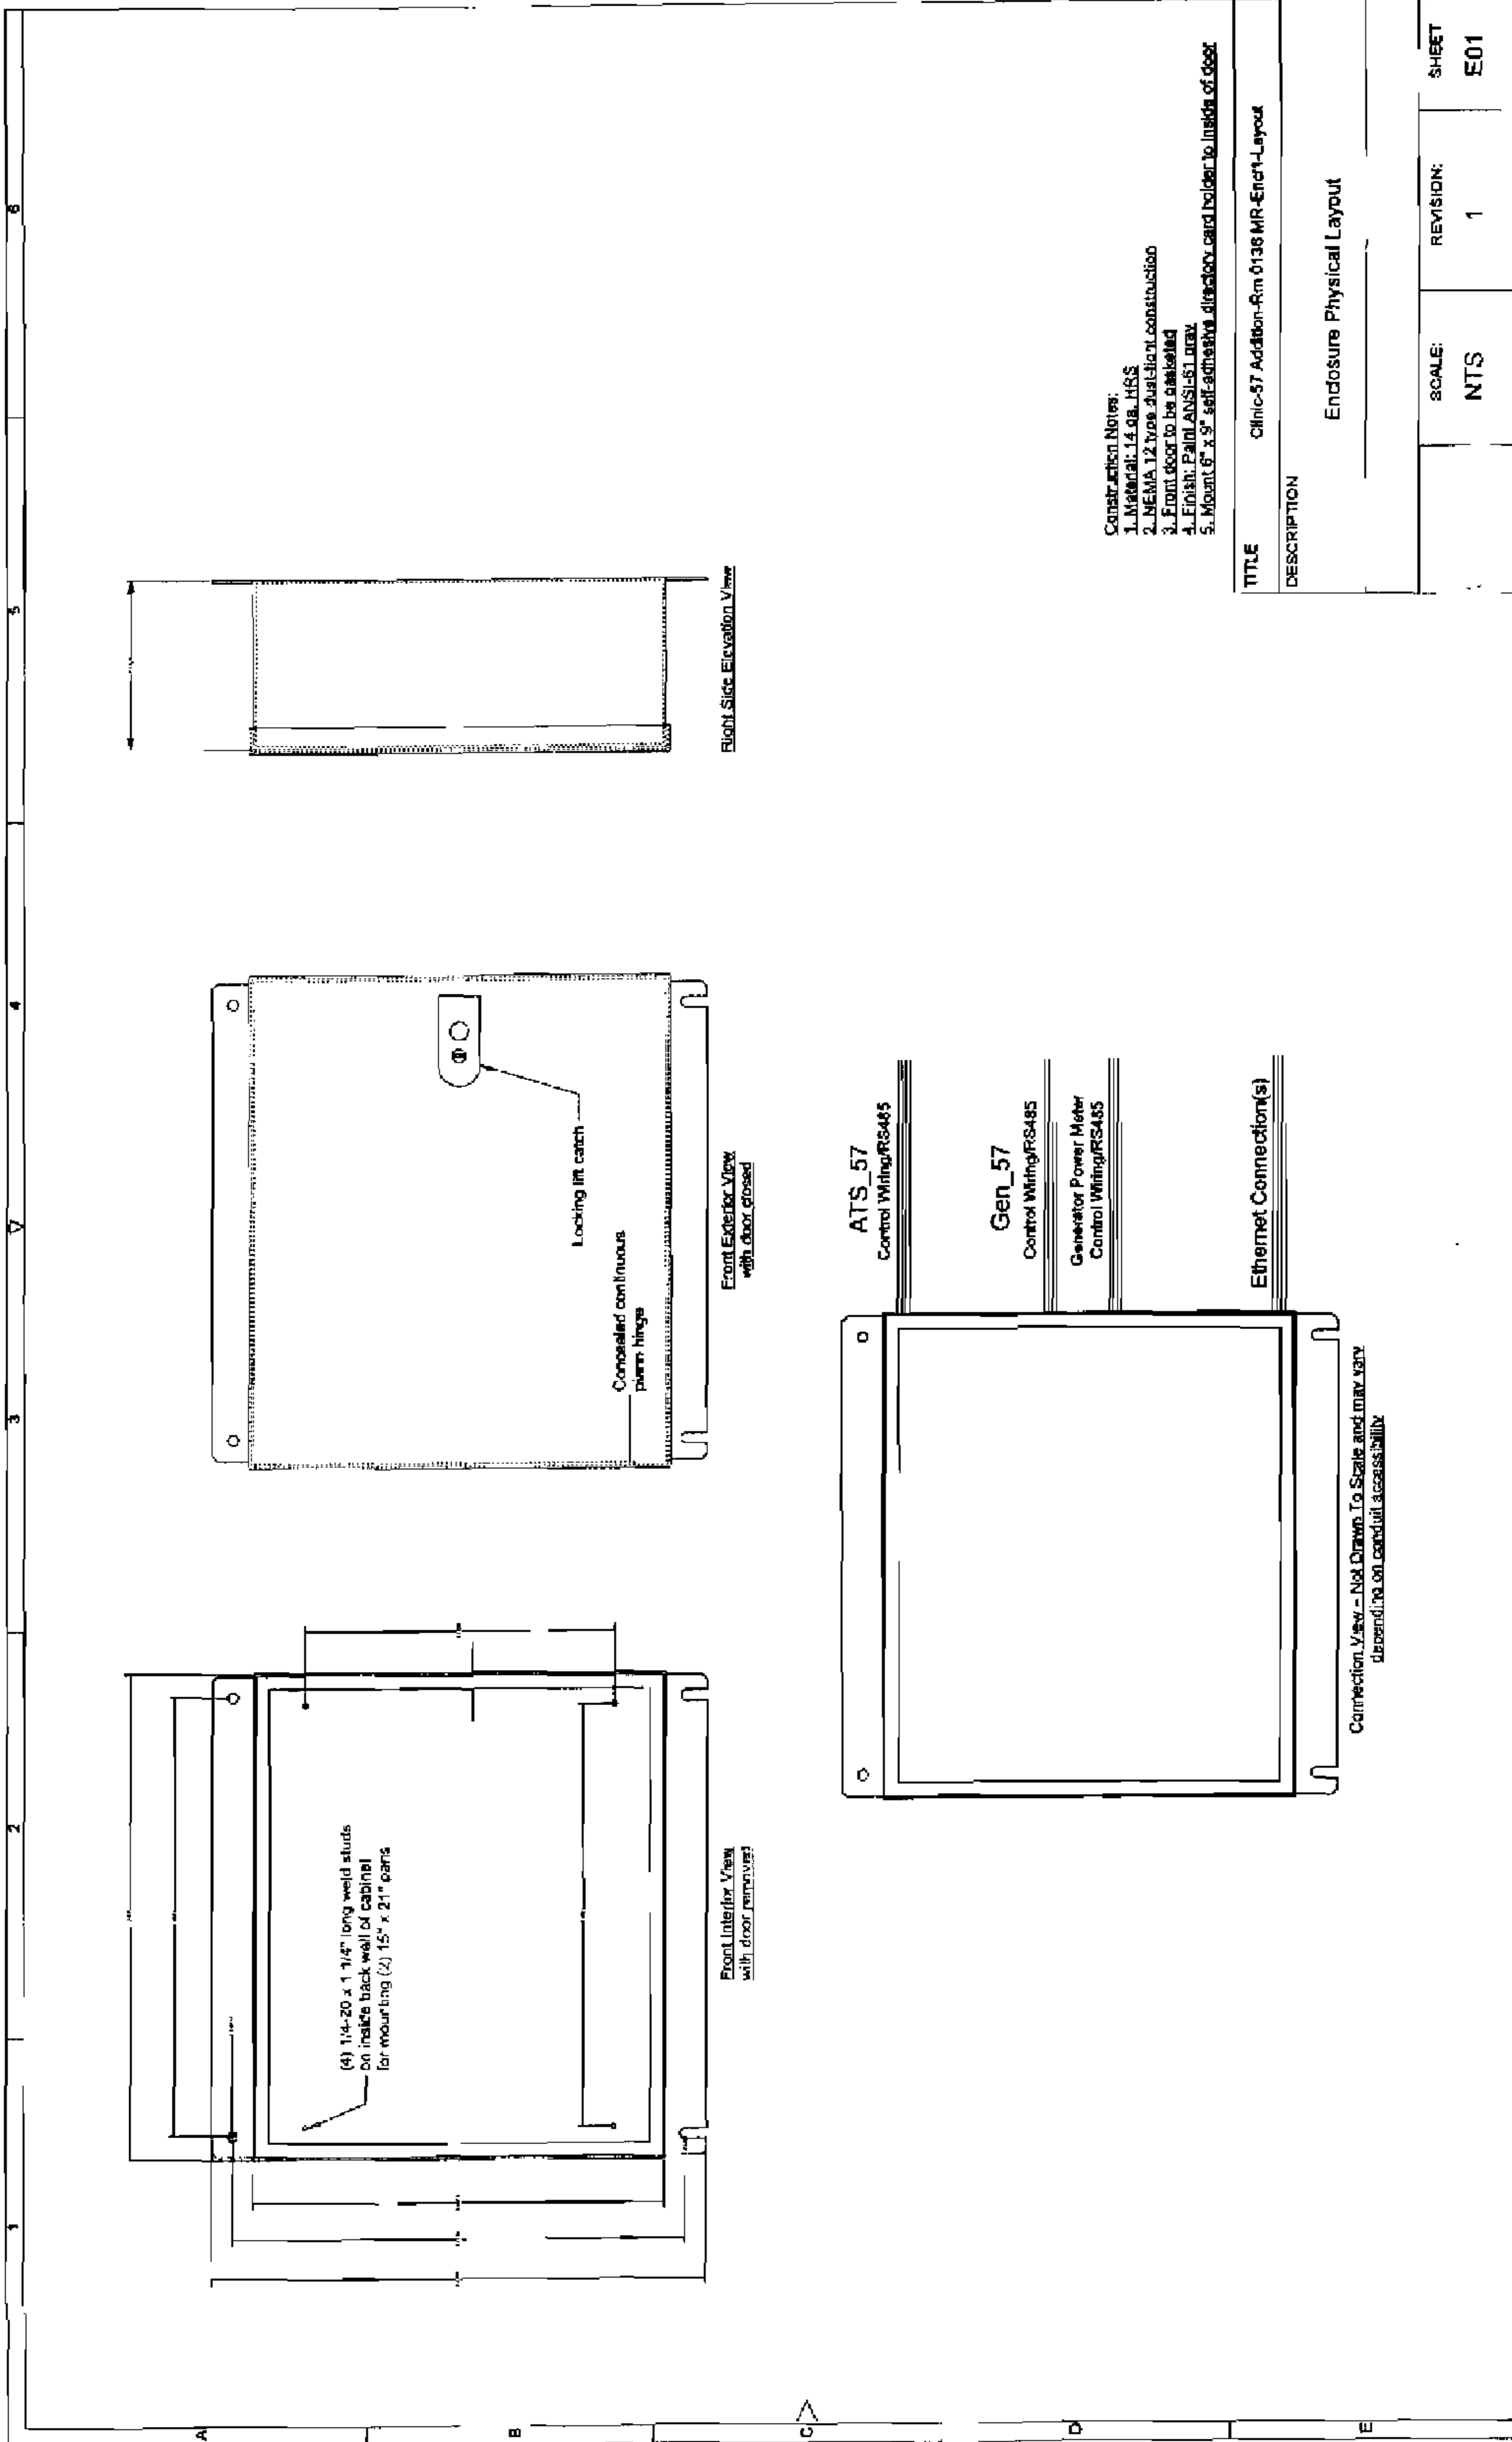 1
2
3
4
5
6
A
B
C
D
E
(4) 1/4-20 x 1 1/4" long weld studs
on inside back wall of cabinet
for mounting (2) 15" x 21" pans
Front Interior View
with door removed
Locking lift catch
Concealed continuous
piano hinge
Front Exterior View
with door closed
Right Side Elevation View
ATS_57
Control Wiring/RS485
Gen_57
Control Wiring/RS485
Generator Power Meter
Control Wiring/RS485
Ethernet Connection(s)
Connection View - Not Drawn To Scale and may vary
depending on conduit accessibility
Construction Notes:
1. Material: 14 ga. HRS
2. NEMA 12 type dust-tight construction
3. Front door to be gasketed
4. Finish: Paint ANSI-61 gray
5. Mount 6" x 9" self-adhesive directory card holder to inside of door
TITLE
Clinic-57 Addition-Rm 0136 MR-Encl1-Layout
DESCRIPTION
Enclosure Physical Layout
SCALE:
NTS
REVISION:
1
SHEET
E01